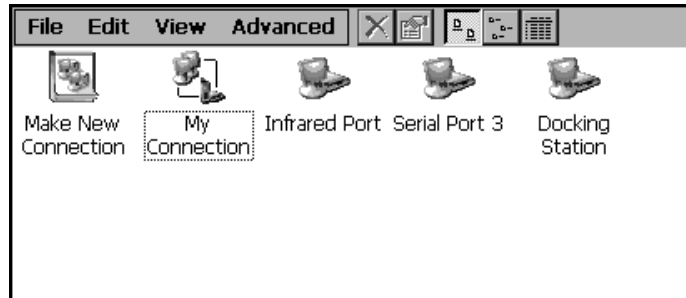 File Edit View Advanced
Make New Connection
My Connection
Infrared Port
Serial Port 3
Docking Station